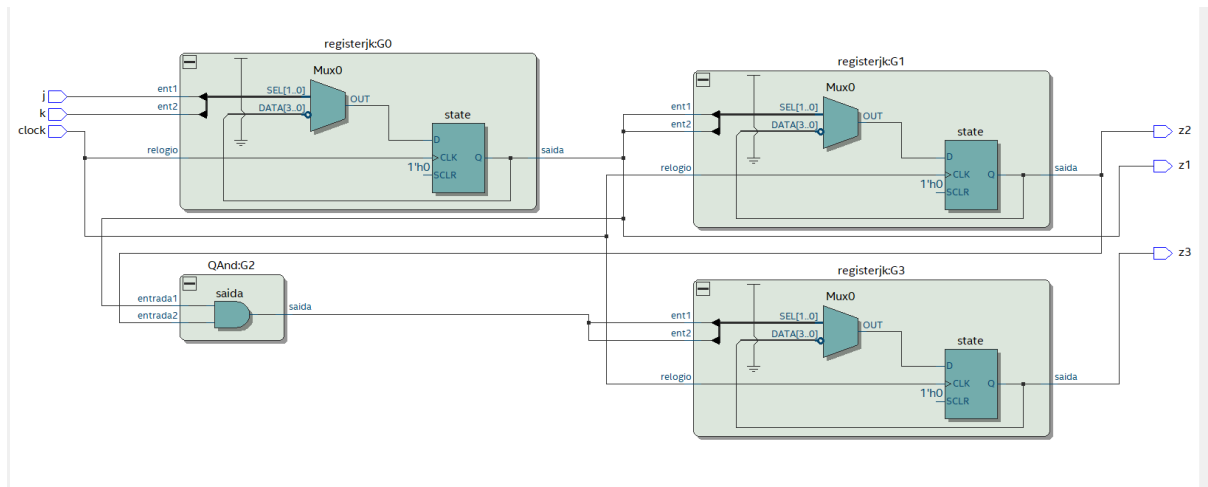 registerjk:G0
j
k
clock
ent1
ent2
relogio
Mux0
SEL[1..0]
DATA[3..0]
OUT
state
D
CLK
Q
1'h0
SCLR
saida
registerjk:G1
ent1
ent2
relogio
Mux0
SEL[1..0]
DATA[3..0]
OUT
state
D
CLK
Q
1'h0
SCLR
saida
z2
z1
z3
QAnd:G2
saida
entrada1
entrada2
saida
registerjk:G3
ent1
ent2
relogio
Mux0
SEL[1..0]
DATA[3..0]
OUT
state
D
CLK
Q
1'h0
SCLR
saida